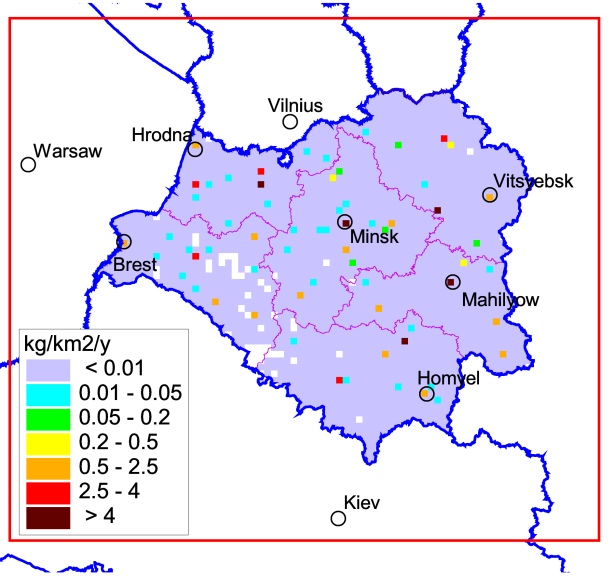 Vilnius
Hrodna
Warsaw
Vitsyebsk
Minsk
Brest
Mahilyow
kg/km2/y
< 0.01
0.01 - 0.05
0.05 - 0.2
0.2 - 0.5
0.5 - 2.5
2.5 - 4
> 4
Homyel
Kiev